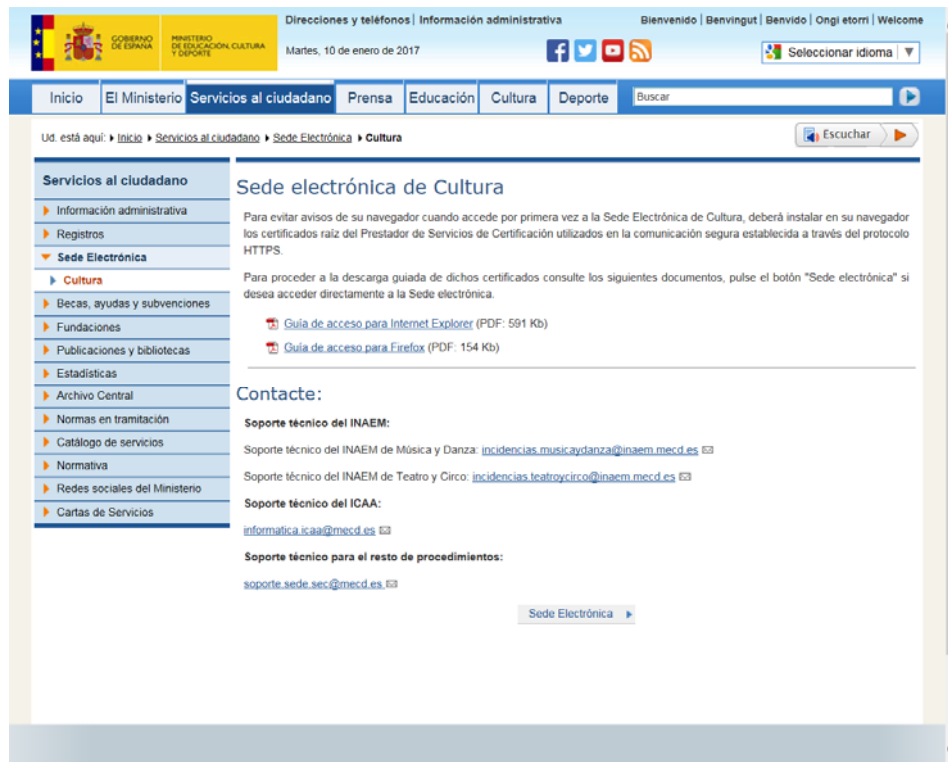 GOBIERNO DE ESPAÑA
MINISTERIO DE EDUCACIÓN, CULTURA Y DEPORTE
Direcciones y teléfonos | Información administrativa
Bienvenido | Benvingut | Benvido | Ongi etorri | Welcome
Martes, 10 de enero de 2017
Seleccionar idioma ▼
Inicio El Ministerio Servicios al ciudadano Prensa Educación Cultura Deporte Buscar
Ud. está aquí: Inicio Servicios al ciudadano Sede Electrónica Cultura
Escuchar
Servicios al ciudadano
Información administrativa
Registros
Sede Electrónica
Cultura
Becas, ayudas y subvenciones
Fundaciones
Publicaciones y bibliotecas
Estadísticas
Archivo Central
Normas en tramitación
Catálogo de servicios
Normativa
Redes sociales del Ministerio
Cartas de Servicios
Sede electrónica de Cultura
Para evitar avisos de su navegador cuando accede por primera vez a la Sede Electrónica de Cultura, deberá instalar en su navegador
los certificados raíz del Prestador de Servicios de Certificación utilizados en la comunicación segura establecida a través del protocolo
HTTPS.
Para proceder a la descarga guiada de dichos certificados consulte los siguientes documentos, pulse el botón "Sede electrónica" si
desea acceder directamente a la Sede electrónica.
Guía de acceso para Internet Explorer (PDF: 591 Kb)
Guía de acceso para Firefox (PDF: 154 Kb)
Contacte:
Soporte técnico del INAEM:
Soporte técnico del INAEM de Música y Danza: incidencias.musicaydanza@inaem.mecd.es
Soporte técnico del INAEM de Teatro y Circo: incidencias.teatroycirco@inaem.mecd.es
Soporte técnico del ICAA:
informatica.icaa@mecd.es
Soporte técnico para el resto de procedimientos:
soporte.sede.sec@mecd.es
Sede Electrónica